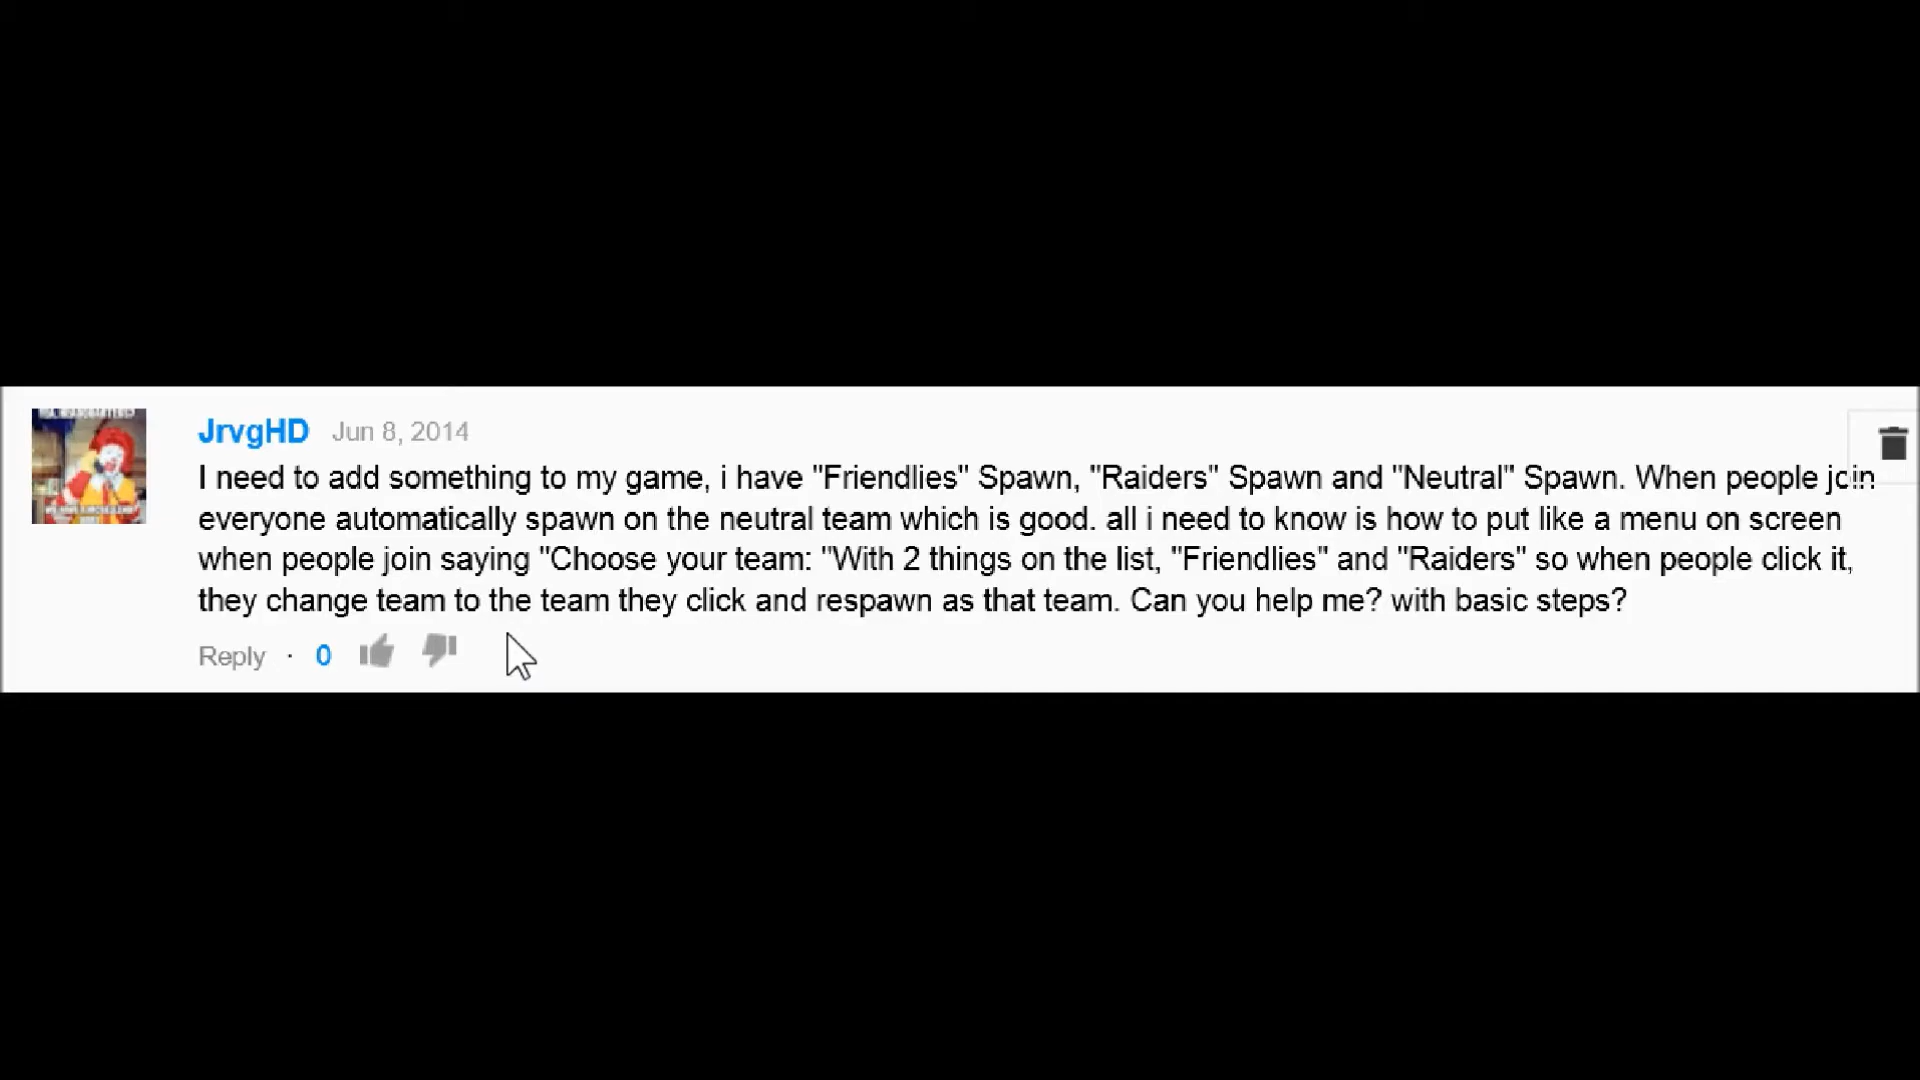 JrvgHD Jun 8, 2014
I need to add something to my game, i have "Friendlies" Spawn, "Raiders" Spawn and "Neutral" Spawn. When people join
everyone automatically spawn on the neutral team which is good. all i need to know is how to put like a menu on screen
when people join saying "Choose your team: "With 2 things on the list, "Friendlies" and "Raiders" so when people click it,
they change team to the team they click and respawn as that team. Can you help me? with basic steps?
Reply · 0